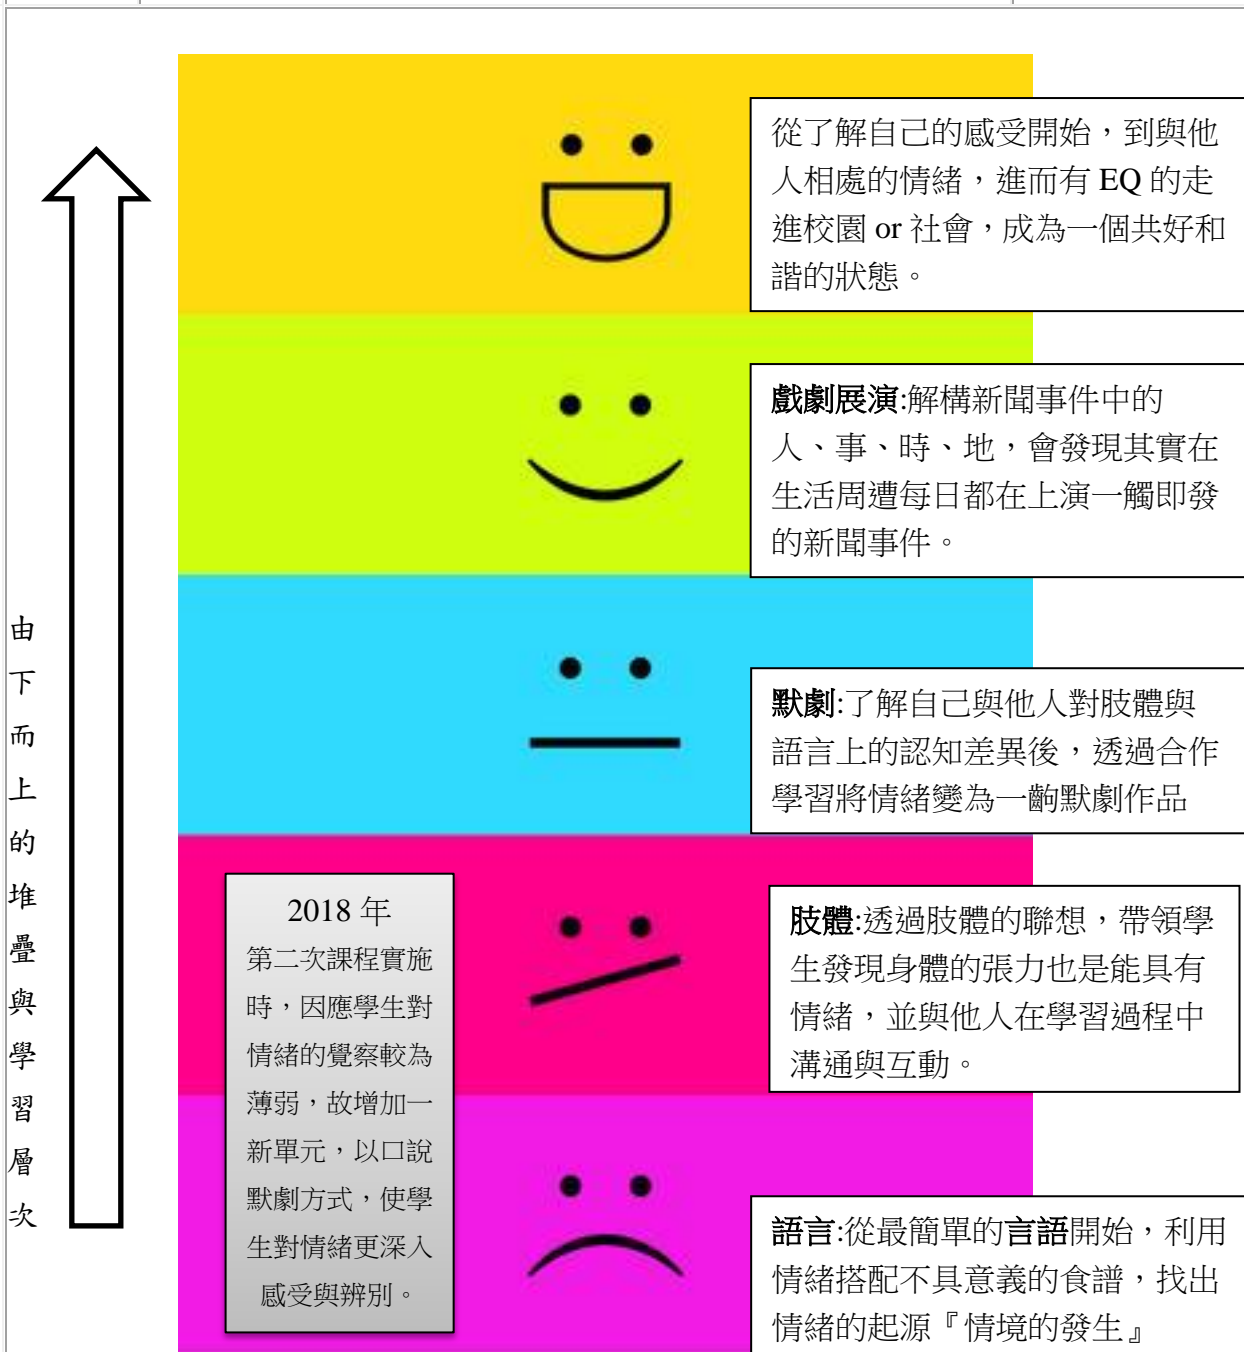 從了解自己的感受開始，到與他
人相處的情緒，進而有 EQ 的走
進校園 or 社會，成為一個共好和
諧的狀態。
戲劇展演:解構新聞事件中的
人、事、時、地，會發現其實在
生活周遭每日都在上演一觸即發
的新聞事件。
默劇:了解自己與他人對肢體與
語言上的認知差異後，透過合作
學習將情緒變為一齣默劇作品
肢體:透過肢體的聯想，帶領學
生發現身體的張力也是能具有
情緒，並與他人在學習過程中
溝通與互動。
語言:從最簡單的言語開始，利用
情緒搭配不具意義的食譜，找出
情緒的起源『情境的發生』
2018 年
第二次課程實施
時，因應學生對
情緒的覺察較為
薄弱，故增加一
新單元，以口說
默劇方式，使學
生對情緒更深入
感受與辨別。
由下而上的堆疊與學習層次